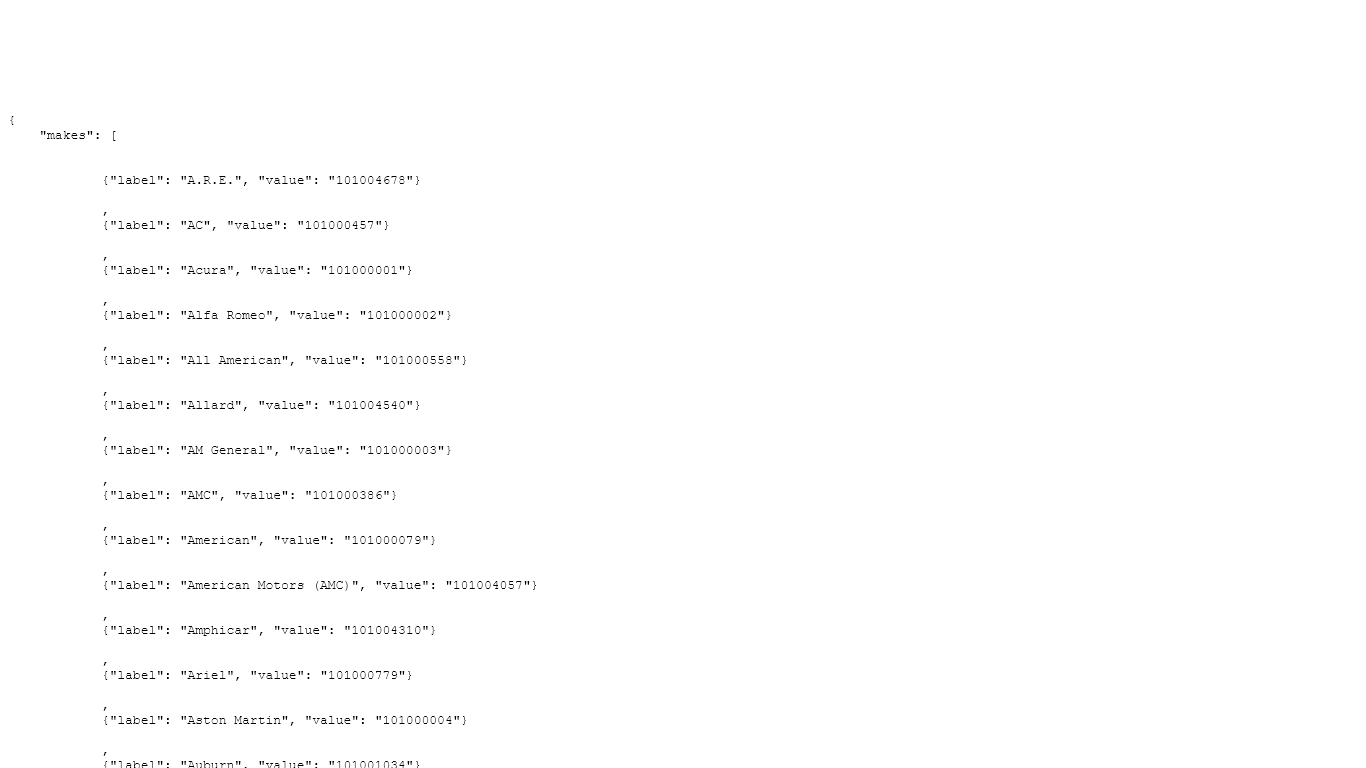 {
"makes": [
{"label": "A.R.E.", "value": "101004678"}
,
{"label": "AC", "value": "101000457"}
,
{"label": "Acura", "value": "101000001"}
,
{"label": "Alfa Romeo", "value": "101000002"}
,
{"label": "All American", "value": "101000558"}
,
{"label": "Allard", "value": "101004540"}
,
{"label": "AM General", "value": "101000003"}
,
{"label": "AMC", "value": "101000386"}
,
{"label": "American", "value": "101000079"}
,
{"label": "American Motors (AMC)", "value": "101004057"}
,
{"label": "Amphicar", "value": "101004310"}
,
{"label": "Ariel", "value": "101000779"}
,
{"label": "Aston Martin", "value": "101000004"}
,
{"label": "Auburn", "value": "101001034"}